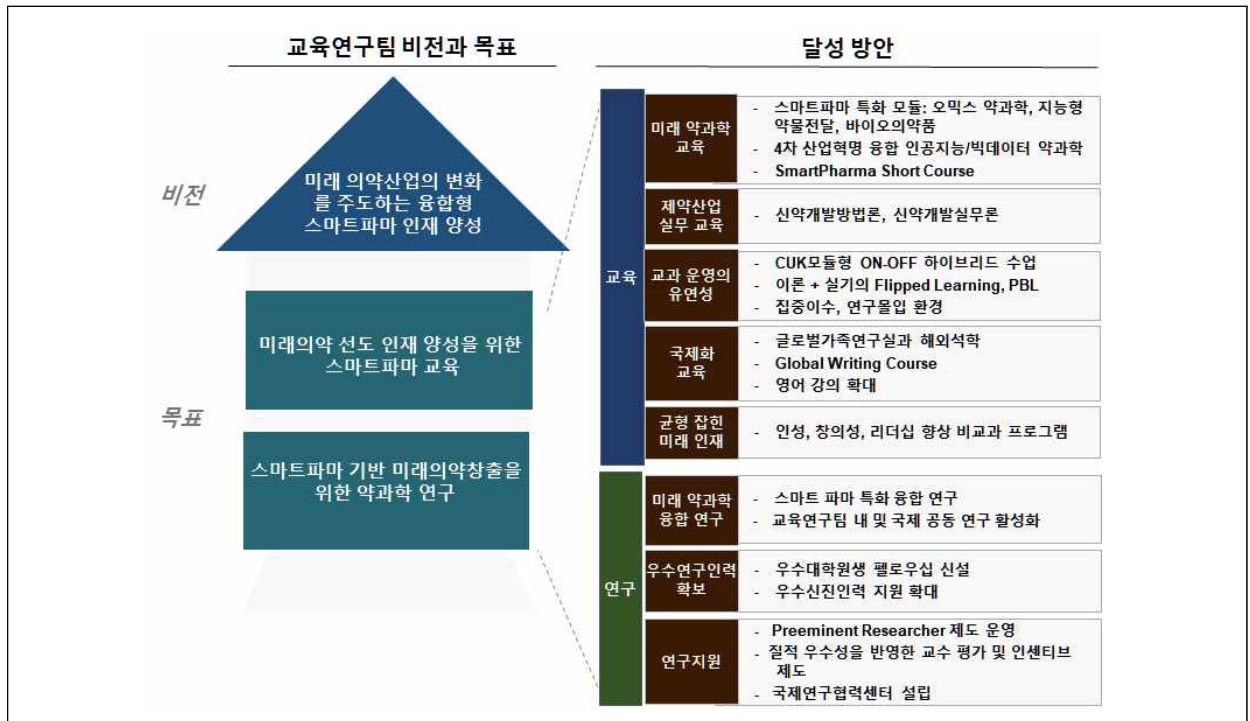 교육연구팀 비전과 목표
비전
미래 의약산업의 변화
를 주도하는 융합형
스마트파마 인재 양성
목표
미래의약 선도 인재 양성을 위한
스마트파마 교육
스마트파마 기반 미래의약창출을
위한 약과학 연구
달성 방안
교육
미래 약과학
교육
- 스마트파마 특화 모듈: 오믹스 약과학, 지능형
약물전달, 바이오의약품
- 4차 산업혁명 융합 인공지능/빅데이터 약과학
- SmartPharma Short Course
제약산업
실무 교육
- 신약개발방법론, 신약개발실무론
교과 운영의
유연성
- CUK모듈형 ON-OFF 하이브리드 수업
- 이론 + 실기의 Flipped Learning, PBL
- 집중이수, 연구몰입 환경
국제화
교육
- 글로벌가족연구실과 해외석학
- Global Writing Course
- 영어 강의 확대
균형 잡힌
미래 인재
- 인성, 창의성, 리더십 향상 비교과 프로그램
연구
미래 약과학
융합 연구
- 스마트 파마 특화 융합 연구
- 교육연구팀 내 및 국제 공동 연구 활성화
우수연구인력
확보
- 우수대학원생 펠로우십 신설
- 우수신진인력 지원 확대
연구지원
- Preeminent Researcher 제도 운영
- 질적 우수성을 반영한 교수 평가 및 인센티브
제도
- 국제연구협력센터 설립